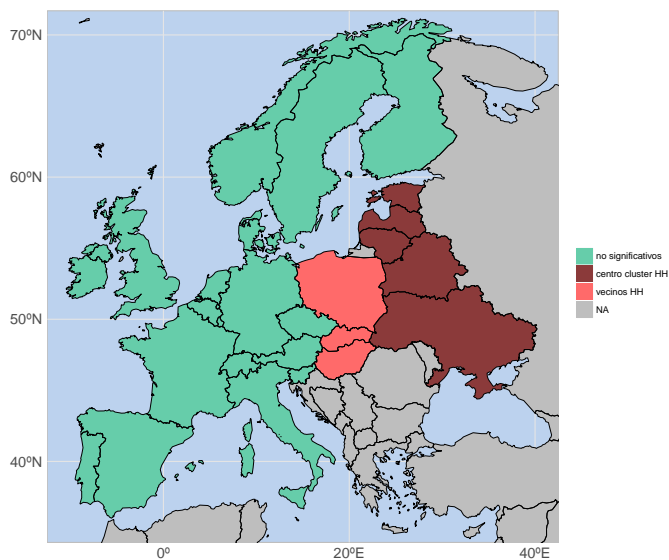 70ºN
60ºN
50ºN
40ºN
0º
20ºE
40ºE
no significativos
centro cluster HH
vecinos HH
NA